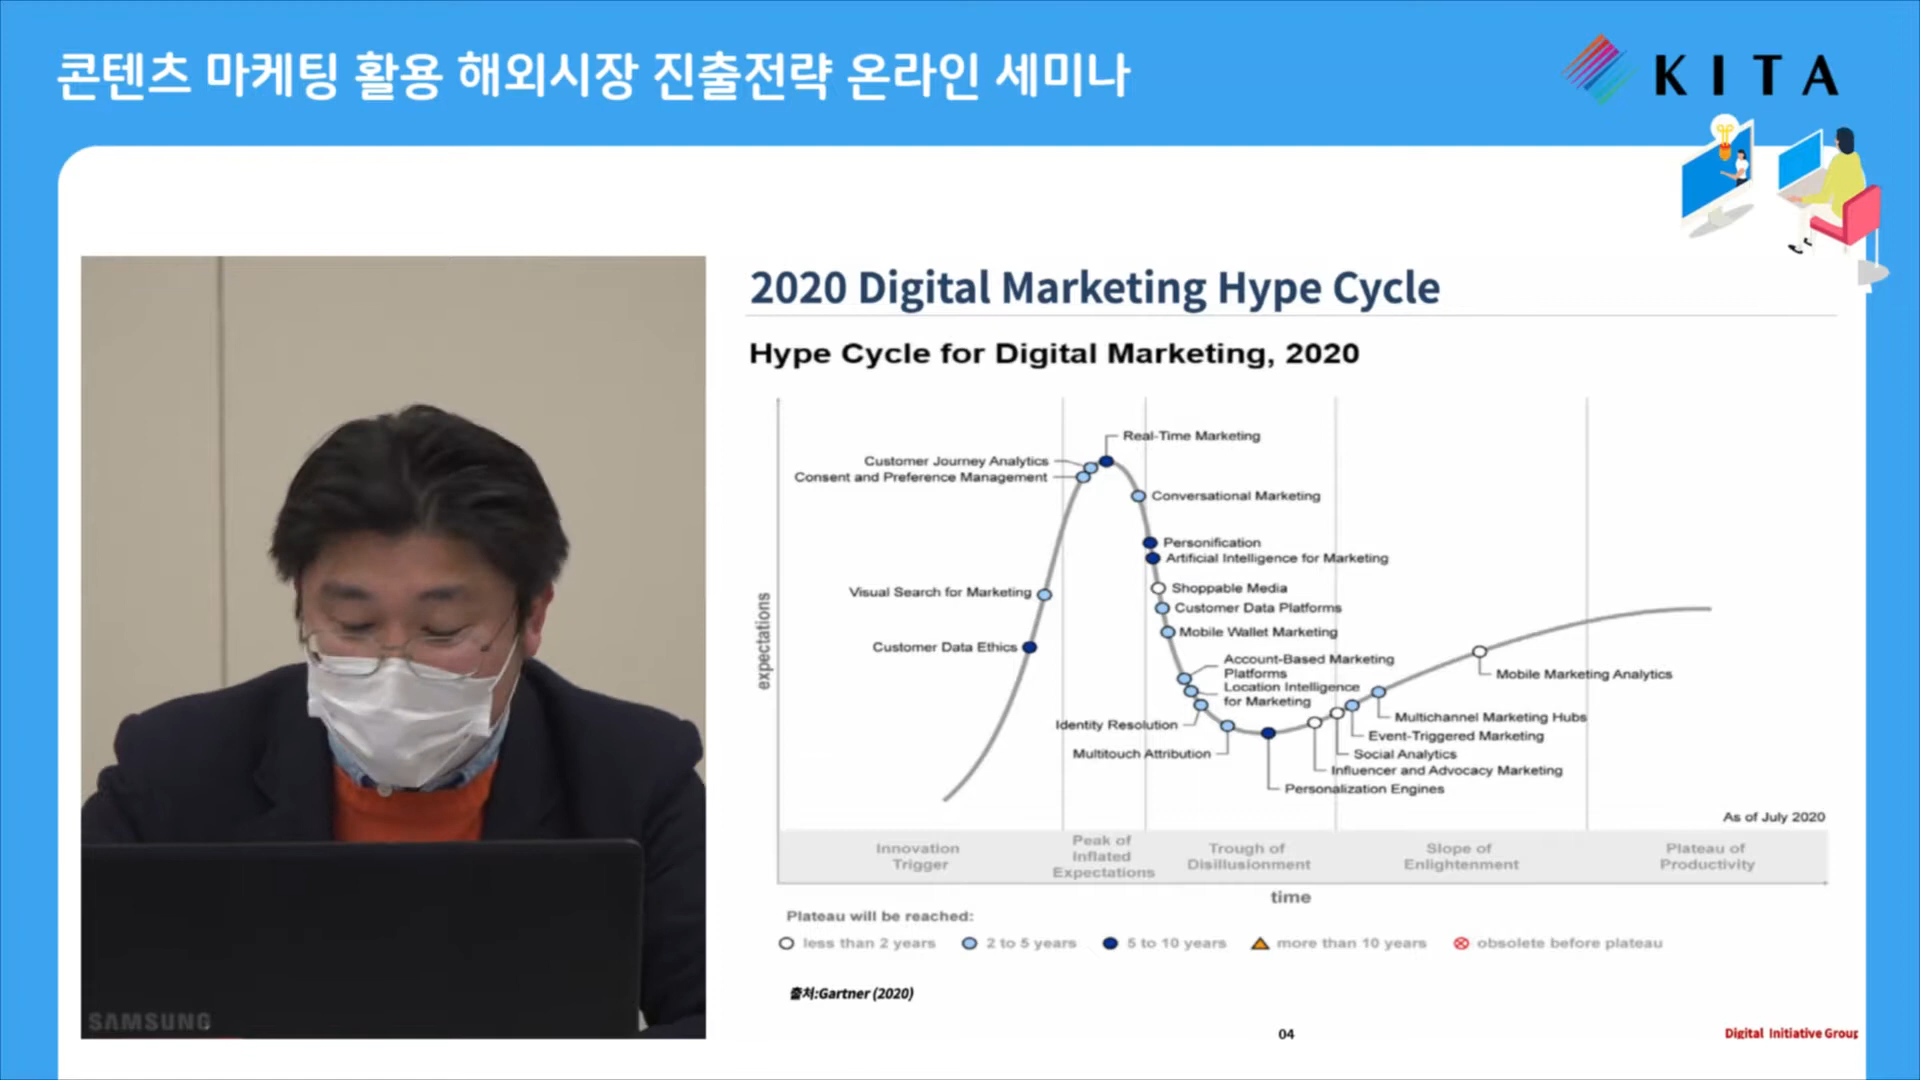 콘텐츠 마케팅 활용 해외시장 진출전략 온라인 세미나
KITA
2020 Digital Marketing Hype Cycle
Hype Cycle for Digital Marketing, 2020
Real-Time Marketing
Customer Journey Analytics
Consent and Preference Management
Conversational Marketing
Personification
Artificial Intelligence for Marketing
Shoppable Media
Visual Search for Marketing
Customer Data Platforms
Mobile Wallet Marketing
Customer Data Ethics
Account-Based Marketing
Platforms
Location Intelligence
for Marketing
Identity Resolution
Multitouch Attribution
Mobile Marketing Analytics
Multichannel Marketing Hubs
Event-Triggered Marketing
Social Analytics
Influencer and Advocacy Marketing
Personalization Engines
expectations
As of July 2020
Innovation
Trigger
Peak of
Inflated
Expectations
Trough of
Disillusionment
Slope of
Enlightenment
Plateau of
Productivity
time
Plateau will be reached:
less than 2 years
2 to 5 years
5 to 10 years
more than 10 years
obsolete before plateau
출처:Gartner (2020)
04
Digital Initiative Group
SAMSUNG